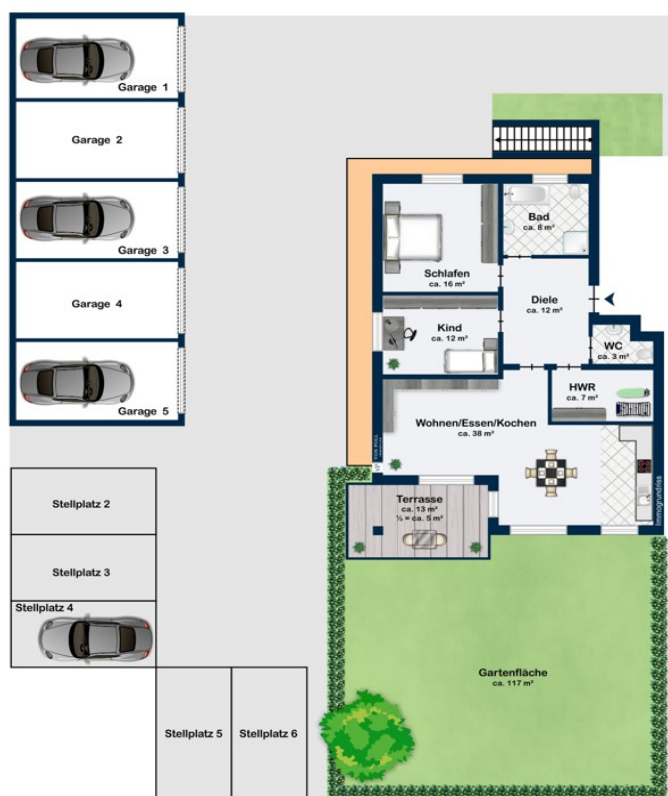 Garage 1
Garage 2
Garage 3
Garage 4
Garage 5
Bad
ca. 8 m²
Schlafen
ca. 16 m²
Diele
ca. 12 m²
Kind
ca. 12 m²
WC
ca. 3 m²
HWR
ca. 7 m²
Wohnen/Essen/Kochen
ca. 38 m²
Terrasse
ca. 13 m²
½ = ca. 5 m²
Immogrundriss
Stellplatz 2
Stellplatz 3
Stellplatz 4
Stellplatz 5
Stellplatz 6
Gartenfläche
ca. 117 m²